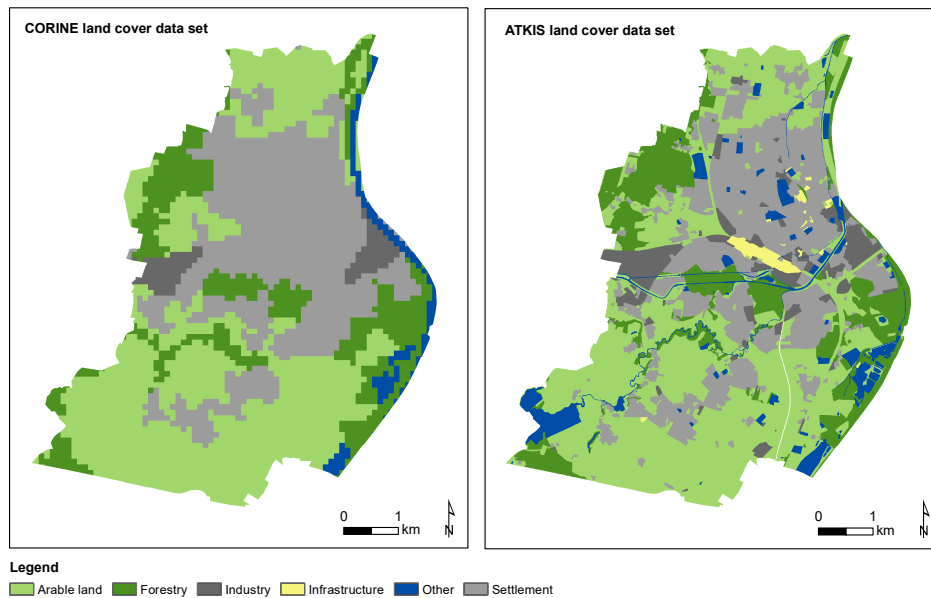 CORINE land cover data set
ATKIS land cover data set
0 1
km
N
0 1
km
N
Legend
Arable land Forestry Industry Infrastructure Other Settlement